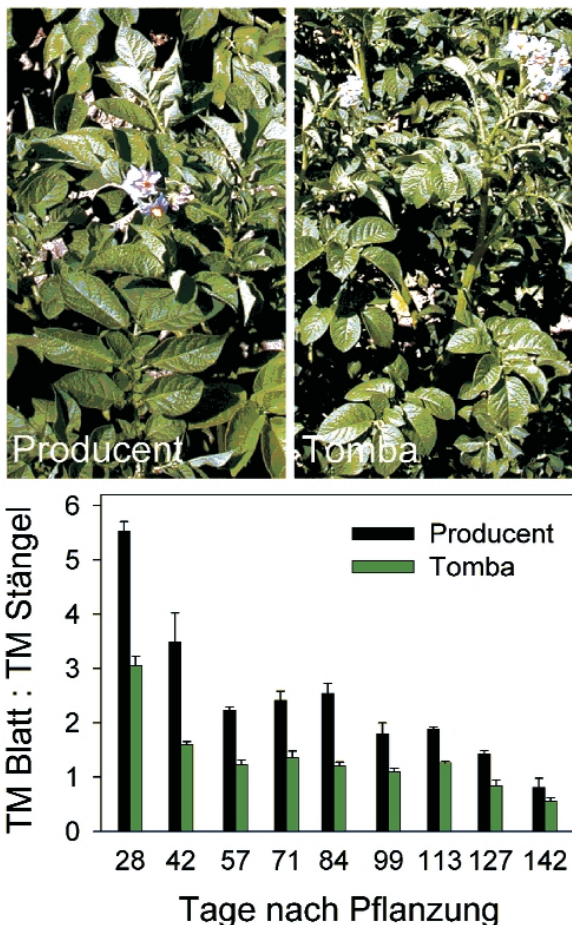 Producent
Tomba
6
5
4
3
2
1
0
TM Blatt : TM Stängel
Producent
Tomba
28 42 57 71 84 99 113 127 142
Tage nach Pflanzung